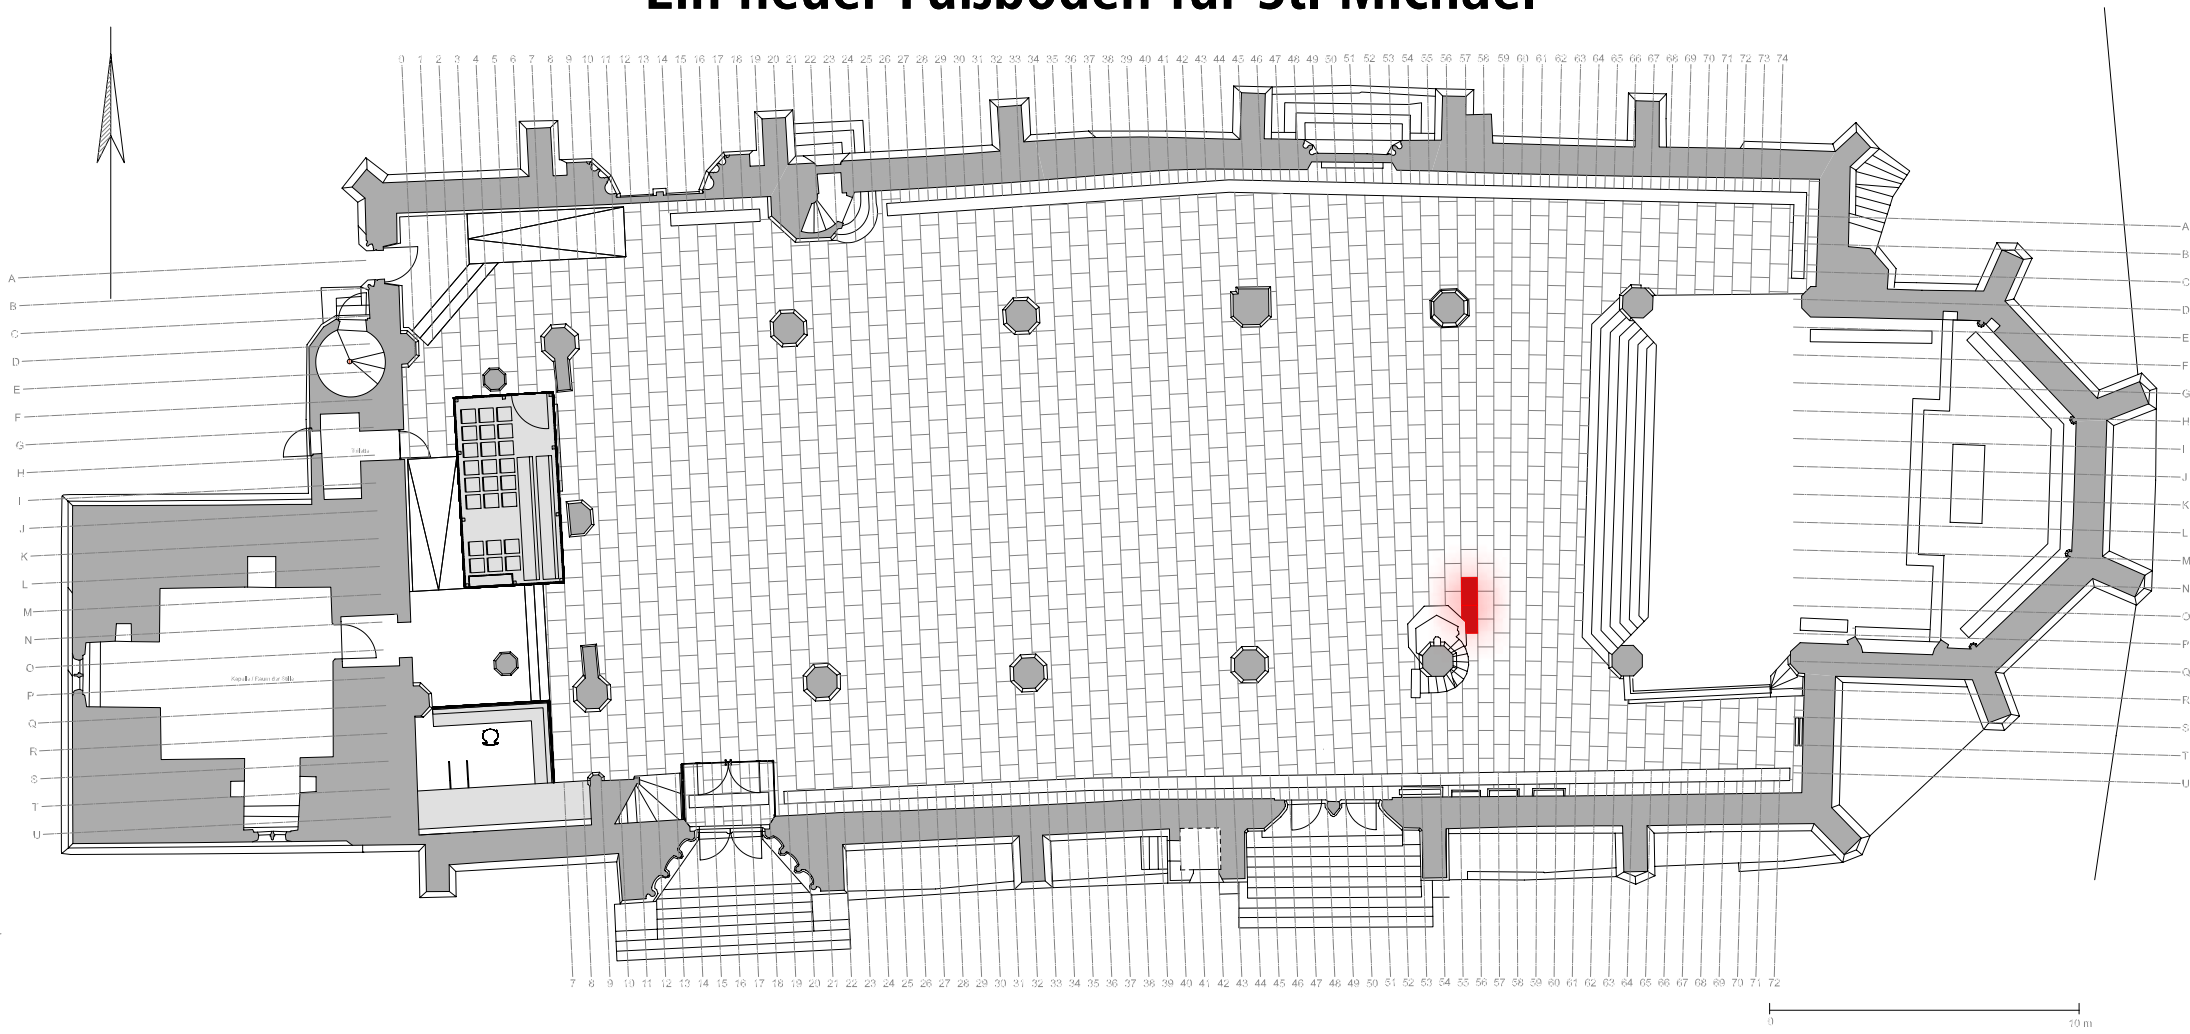 Ein neuer Fußboden für St. Michael
0 1 2 3 4 5 6 7 8 9 10 11 12 13 14 15 16 17 18 19 20 21 22 23 24 25 26 27 28 29 30 31 32 33 34 35 36 37 38 39 40 41 42 43 44 45 46 47 48 49 50 51 52 53 54 55 56 57 58 59 60 61 62 63 64 65 66 67 68 69 70 71 72 73 74
A A
B B
C C
D D
E E
F F
G G
H H
I I
J J
K K
L L
M M
N N
O O
P P
Q Q
R R
S S
T T
U U
7 8 9 10 11 12 13 14 15 16 17 18 19 20 21 22 23 24 25 26 27 28 29 30 31 32 33 34 35 36 37 38 39 40 41 42 43 44 45 46 47 48 49 50 51 52 53 54 55 56 57 58 59 60 61 62 63 64 65 66 67 68 69 70 71 72
0 10 m